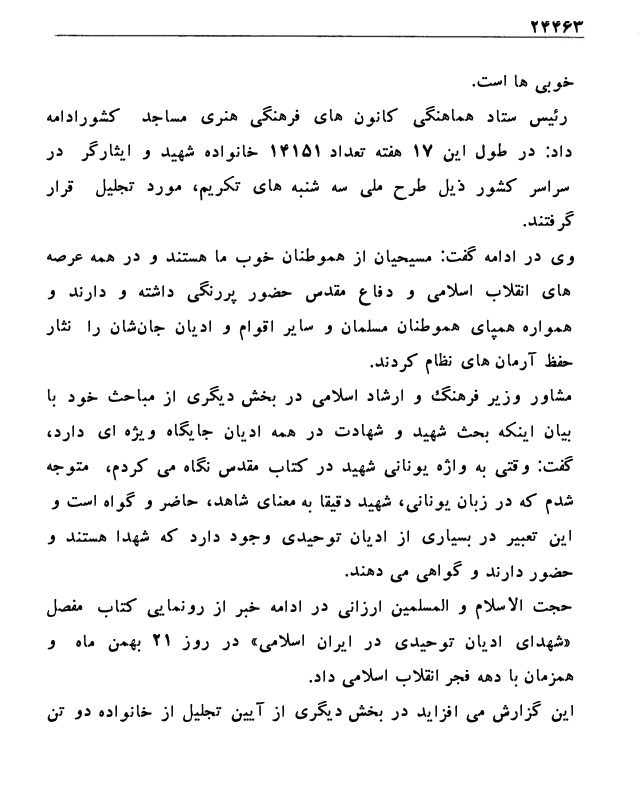 ۲۴۴۶۳
خوبی ها است.
رئیس ستاد هماهنگی کانون های فرهنگی هنری مساجد کشورادامه
داد: در طول این ۱۷ هفته تعداد ۱۴۱۵۱ خانواده شهید و ایثارگر در
سراسر کشور ذیل طرح ملی سه شنبه های تکریم، مورد تجلیل قرار
گرفتند.
وی در ادامه گفت: مسیحیان از هموطنان خوب ما هستند و در همه عرصه
های انقلاب اسلامی و دفاع مقدس حضور پررنگی داشته و دارند و
همواره همپای هموطنان مسلمان و سایر اقوام و ادیان جان‌شان را نثار
حفظ آرمان های نظام کردند.
مشاور وزیر فرهنگ و ارشاد اسلامی در بخش دیگری از مباحث خود با
بیان اینکه بحث شهید و شهادت در همه ادیان جایگاه ویژه ای دارد،
گفت: وقتی به واژه یونانی شهید در کتاب مقدس نگاه می کردم، متوجه
شدم که در زبان یونانی، شهید دقیقا به معنای شاهد، حاضر و گواه است و
این تعبیر در بسیاری از ادیان توحیدی وجود دارد که شهدا هستند و
حضور دارند و گواهی می دهند.
حجت الاسلام و المسلمین ارزانی در ادامه خبر از رونمایی کتاب مفصل
«شهدای ادیان توحیدی در ایران اسلامی» در روز ۲۱ بهمن ماه و
همزمان با دهه فجر انقلاب اسلامی داد.
این گزارش می افزاید در بخش دیگری از آیین تجلیل از خانواده دو تن